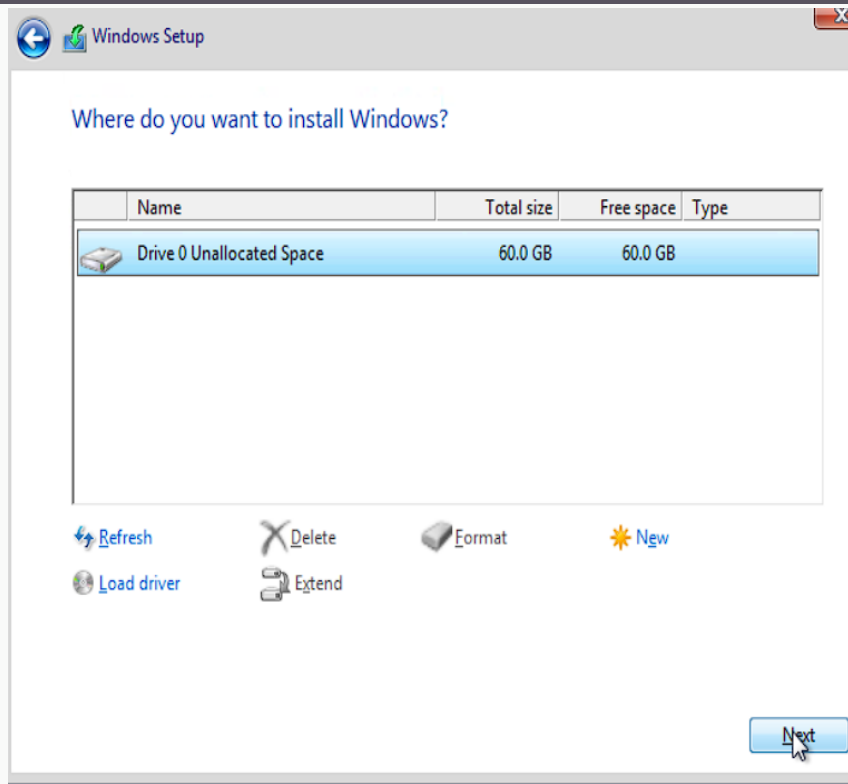 Windows Setup
Where do you want to install Windows?
Name Total size Free space Type
Drive 0 Unallocated Space 60.0 GB 60.0 GB
Refresh Delete Format New
Load driver Extend
Next